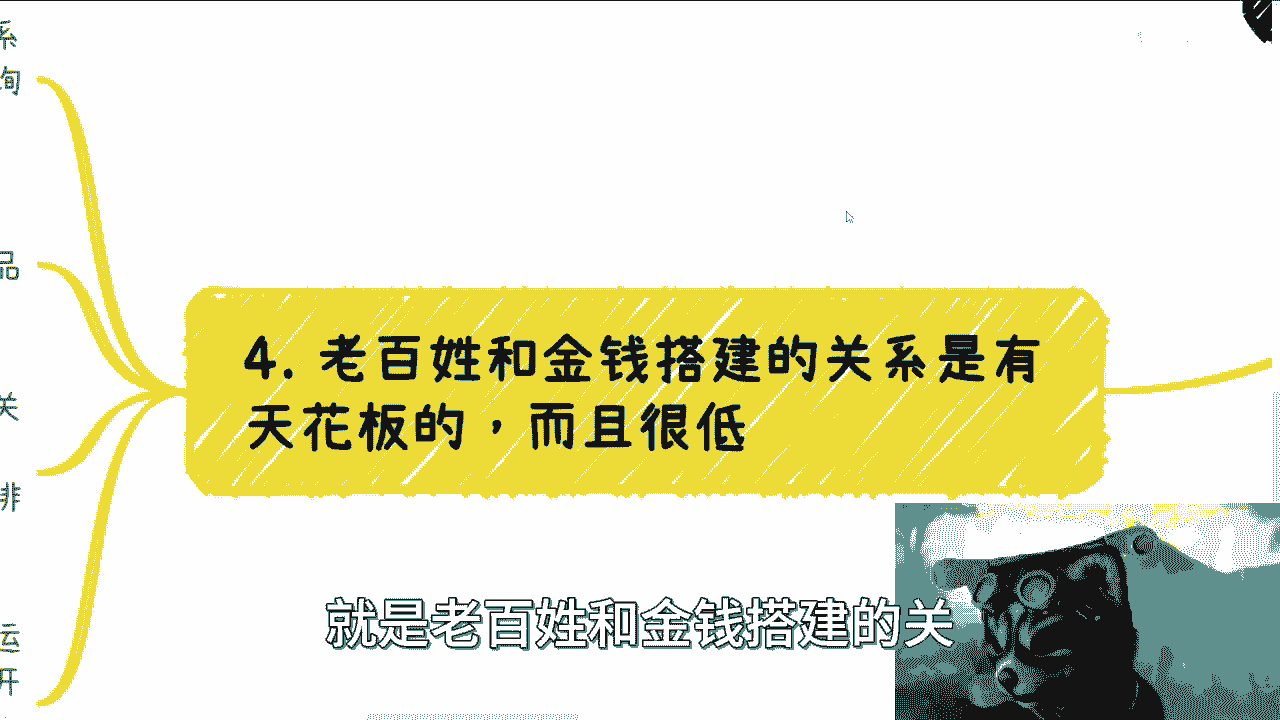 系
询
品
4. 老百姓和金钱搭建的关系是有
天花板的，而且很低
关
排
就是老百姓和金钱搭建的关
运
开